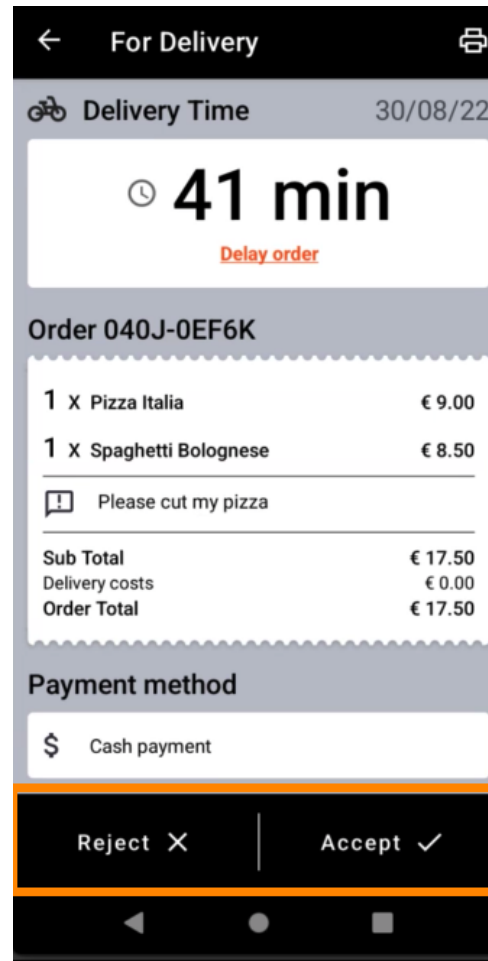 For Delivery
Delivery Time 30/08/22
41 min
Delay order
Order 040J-0EF6K
1 x Pizza Italia € 9.00
1 x Spaghetti Bolognese € 8.50
Please cut my pizza
Sub Total € 17.50
Delivery costs € 0.00
Order Total € 17.50
Payment method
$ Cash payment
Reject Accept